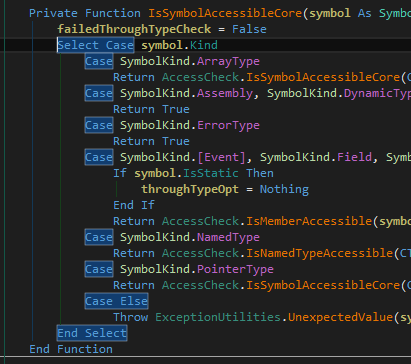 Private Function IsSymbolAccessibleCore(symbol As Sym
failedThroughTypeCheck = False
Select Case symbol.Kind
Case SymbolKind.ArrayType
Return AccessCheck.IsSymbolAccessibleCore(C
Case SymbolKind.Assembly, SymbolKind.DynamicTyp
Return True
Case SymbolKind.ErrorType
Return True
Case SymbolKind.[Event], SymbolKind.Field, Sym
If symbol.IsStatic Then
throughTypeOpt = Nothing
End If
Return AccessCheck.IsMemberAccessible(symbo
Case SymbolKind.NamedType
Return AccessCheck.IsNamedTypeAccessible(CT
Case SymbolKind.PointerType
Return AccessCheck.IsSymbolAccessibleCore(C
Case Else
Throw ExceptionUtilities.UnexpectedValue(sy
End Select
End Function